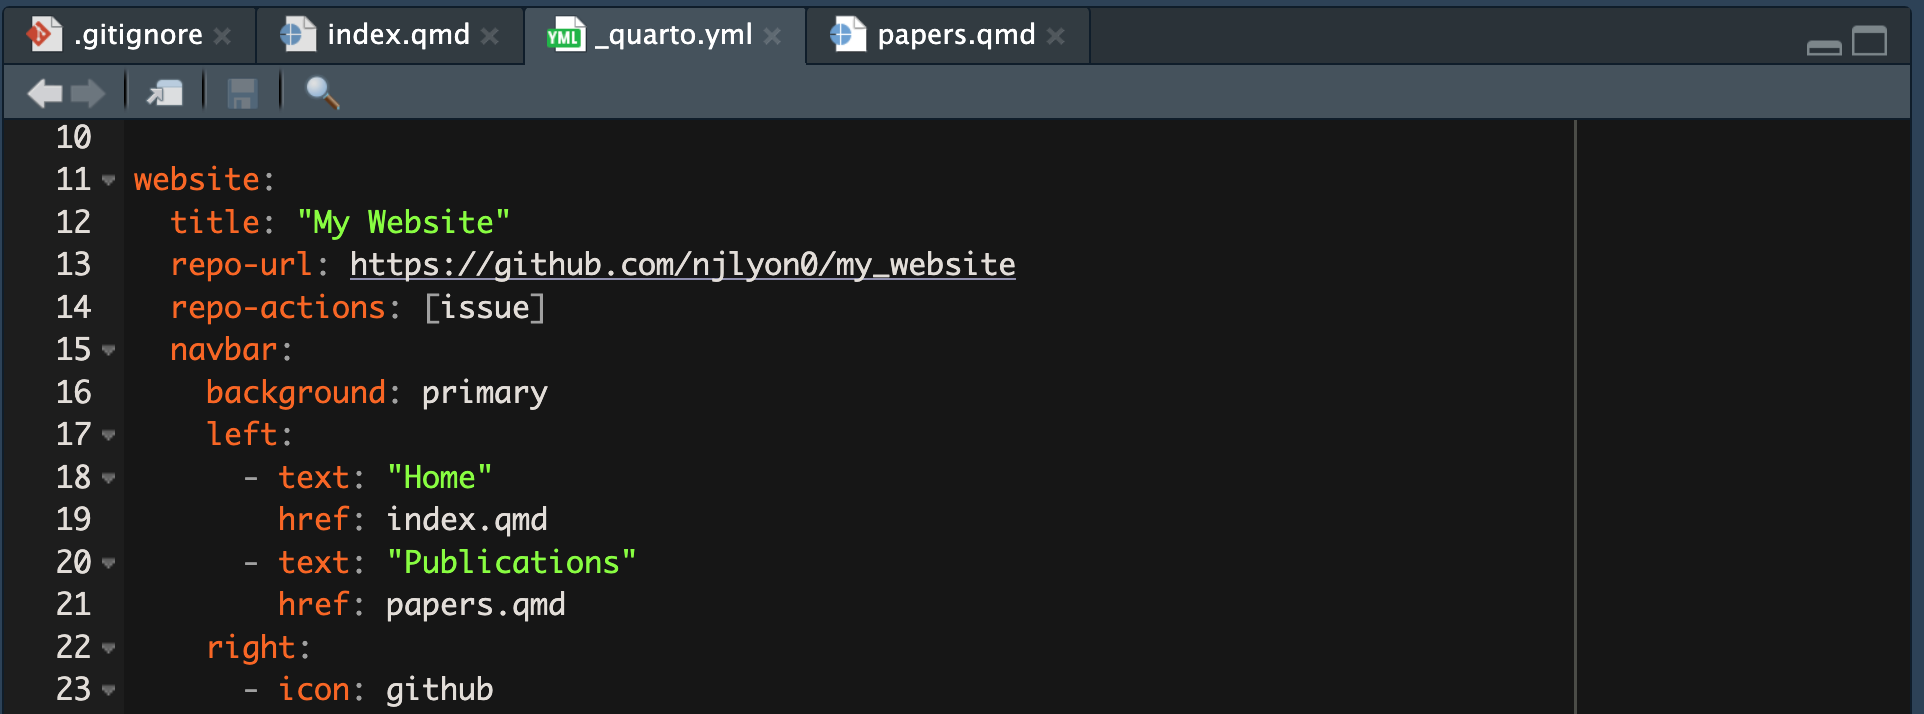 .gitignore index.qmd YML _quarto.yml papers.qmd
10
11 website:
12 title: "My Website"
13 repo-url: https://github.com/njlyon0/my_website
14 repo-actions: [issue]
15 navbar:
16 background: primary
17 left:
18 - text: "Home"
19 href: index.qmd
20 - text: "Publications"
21 href: papers.qmd
22 right:
23 - icon: github